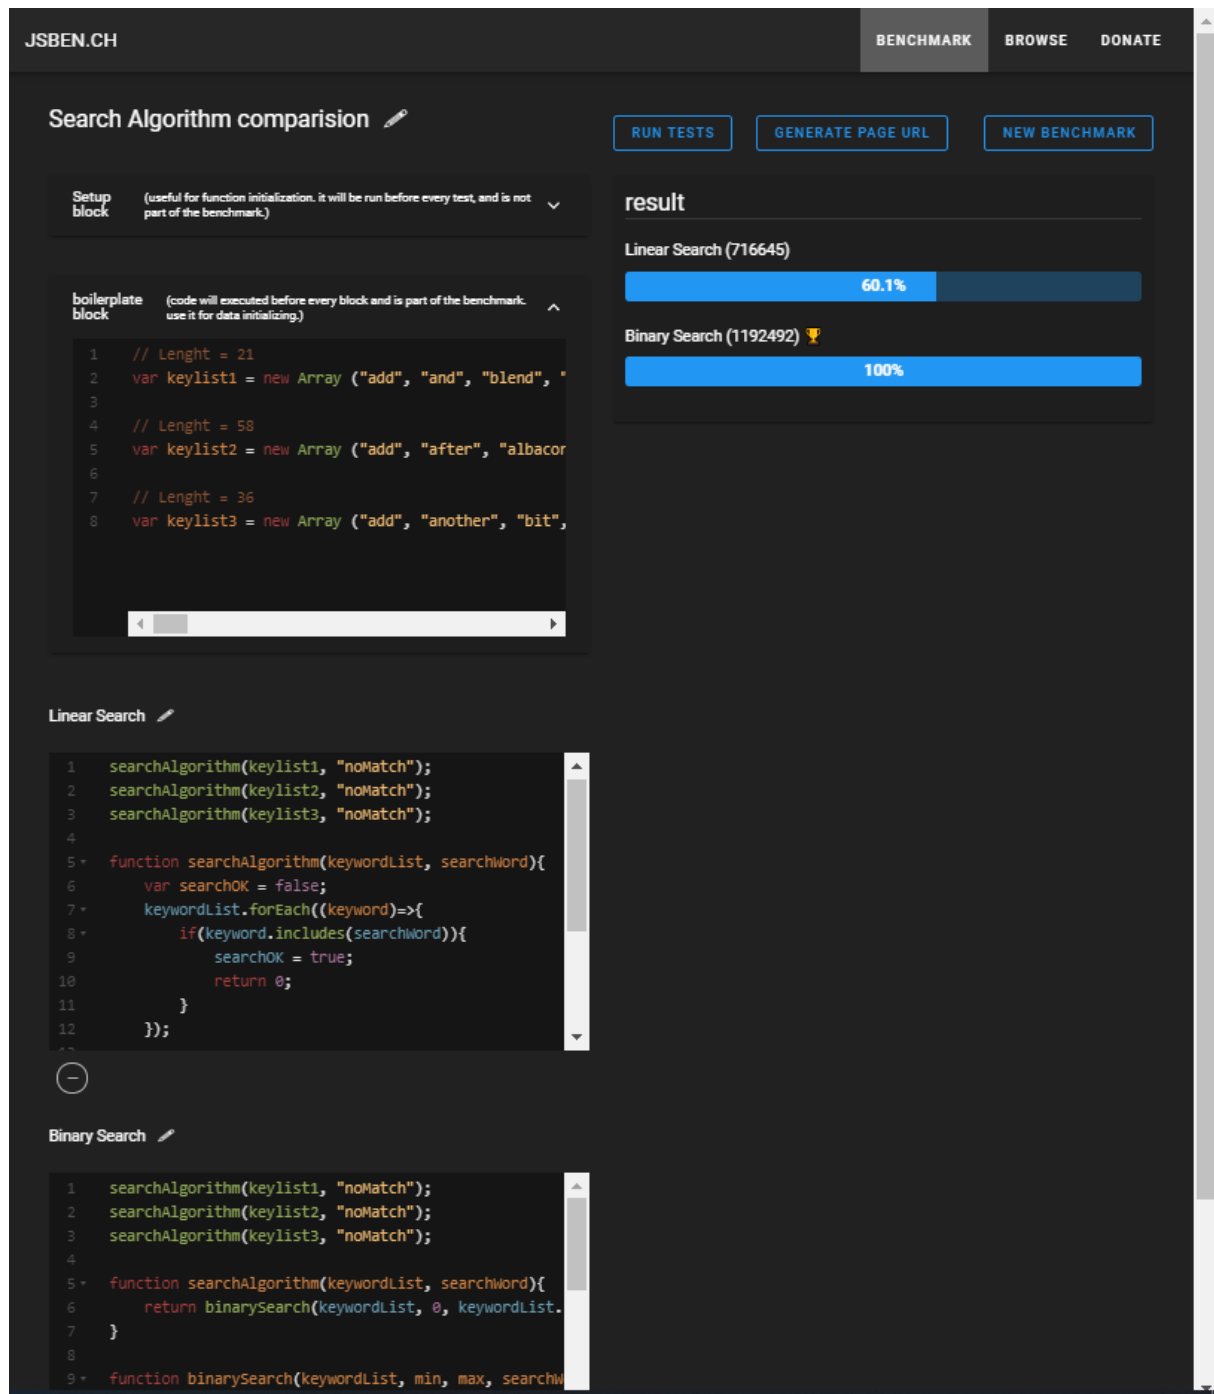 JSBEN.CH
BENCHMARK BROWSE DONATE
Search Algorithm comparision
RUN TESTS GENERATE PAGE URL NEW BENCHMARK
Setup block
(useful for function initialization. it will be run before every test, and is not
part of the benchmark.)
boilerplate block
(code will executed before every block and is part of the benchmark.
use it for data initializing.)
1 // Lenght = 21
2 var keylist1 = new Array ("add", "and", "blend", "
3
4 // Lenght = 58
5 var keylist2 = new Array ("add", "after", "albacor
6
7 // Lenght = 36
8 var keylist3 = new Array ("add", "another", "bit",
result
Linear Search (716645)
60.1%
Binary Search (1192492)
100%
Linear Search
1 searchAlgorithm(keylist1, "noMatch");
2 searchAlgorithm(keylist2, "noMatch");
3 searchAlgorithm(keylist3, "noMatch");
4
5 function searchAlgorithm(keywordList, searchWord){
6 var searchOK = false;
7 keywordList.forEach((keyword)=>{
8 if(keyword.includes(searchWord)){
9 searchOK = true;
10 return 0;
11 }
12 });
Binary Search
1 searchAlgorithm(keylist1, "noMatch");
2 searchAlgorithm(keylist2, "noMatch");
3 searchAlgorithm(keylist3, "noMatch");
4
5 function searchAlgorithm(keywordList, searchWord){
6 return binarySearch(keywordList, 0, keywordList.
7 }
8
9 function binarySearch(keywordList, min, max, searchW